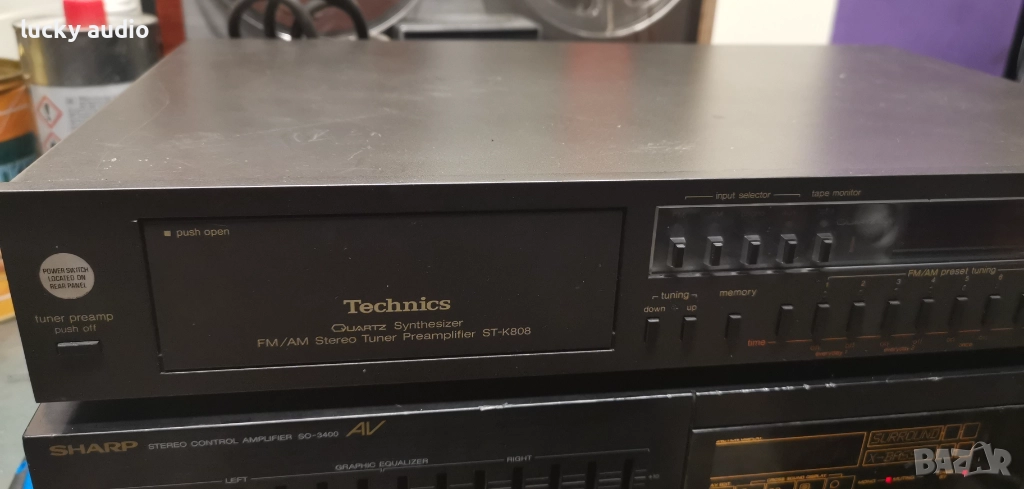 lucky audio
input selector
tape monitor
push open
POWER SWITCH
LOCATED ON
REAR PANEL
FM/AM preset tuning
1 2 3 4 5 6
tuning
memory
down up
tuner preamp
push off
Technics
QUARTZ Synthesizer
FM/AM Stereo Tuner Preamplifier ST-K808
time
SHARP STEREO CONTROL AMPLIFIER SC-3400 AV
GRAPHIC EQUALIZER
LEFT
RIGHT
SURROUND
BAZAR